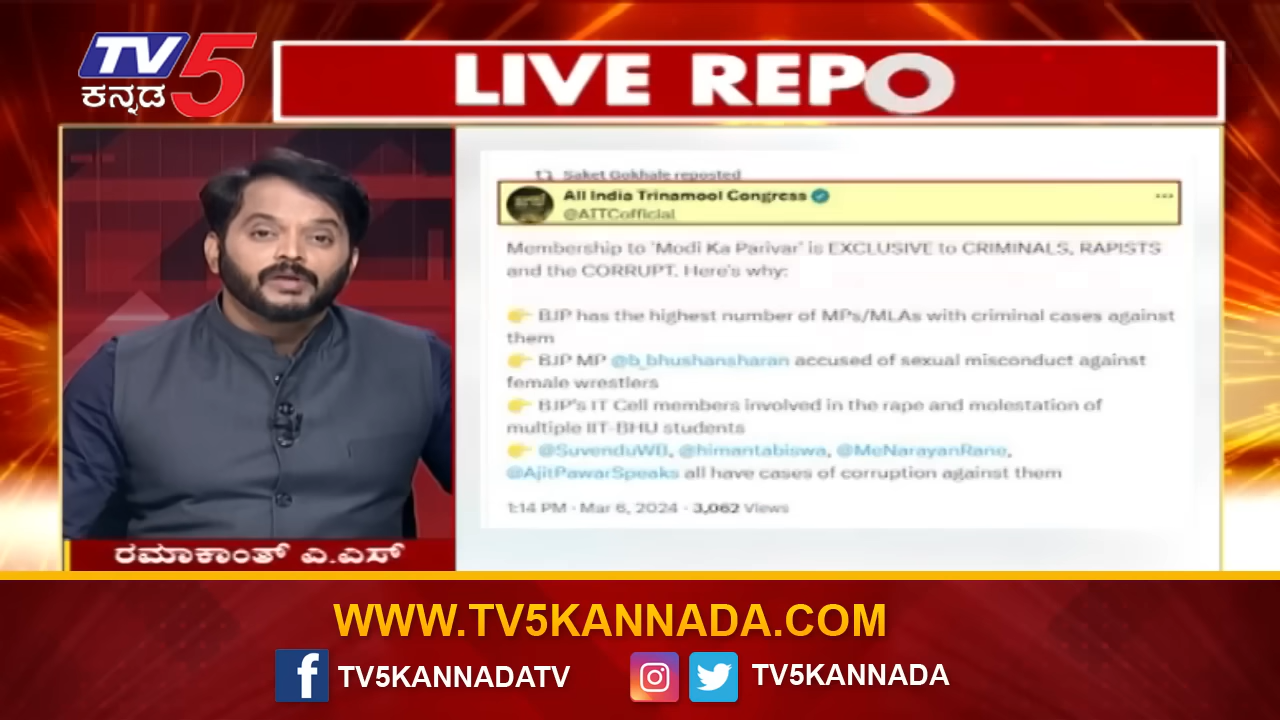 TV5
ಕನ್ನಡ
LIVE REPO
Saket Gokhale reposted
All India Trinamool Congress
@AITCofficial
Membership to 'Modi Ka Parivar' is EXCLUSIVE to CRIMINALS, RAPISTS
and the CORRUPT. Here's why:
BJP has the highest number of MPs/MLAs with criminal cases against
them
BJP MP @b_bhushansharan accused of sexual misconduct against
female wrestlers
BJP's IT Cell members involved in the rape and molestation of
multiple IIT-BHU students
@SuvenduWB, @himantabiswa, @MeNarayanRane,
@AjitPawarSpeaks all have cases of corruption against them
1:14 PM · Mar 6, 2024 · 3,062 Views
ರಮಾಕಾಂತ್ ಎ.ಎಸ್
WWW.TV5KANNADA.COM
TV5KANNADATV
TV5KANNADA